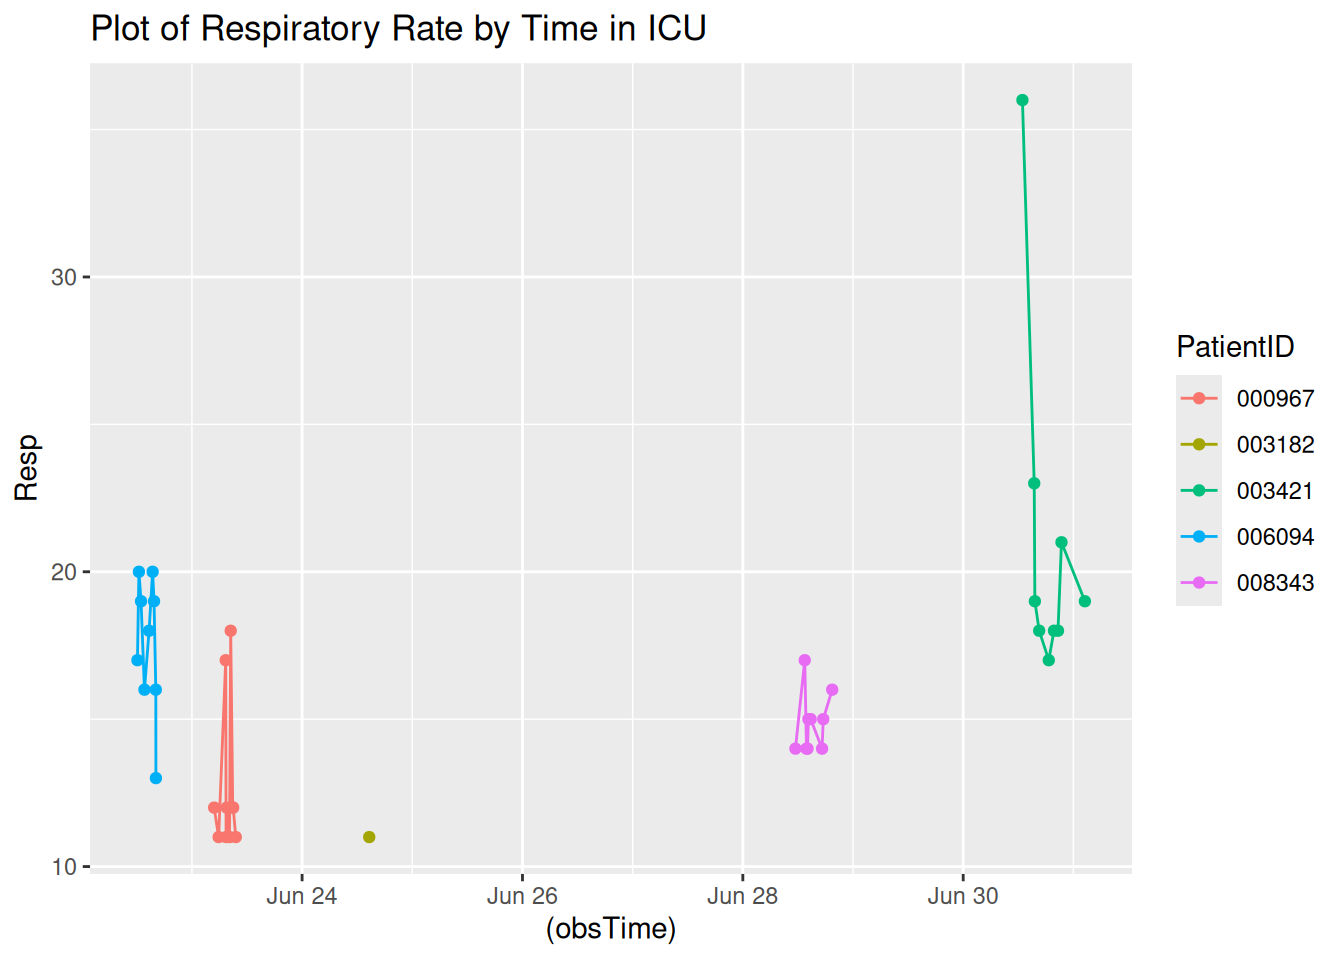 Plot of Respiratory Rate by Time in ICU
Resp
30
20
10
Jun 24 Jun 26 Jun 28 Jun 30
(obsTime)
PatientID
000967
003182
003421
006094
008343